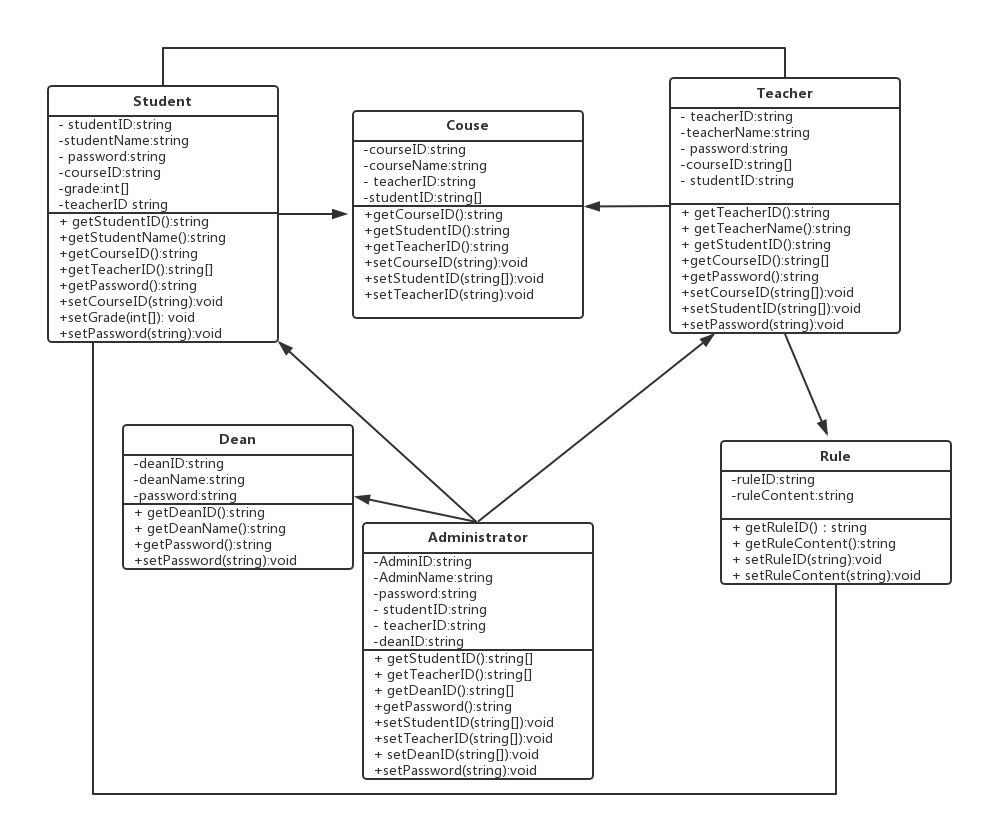 Student
- studentID:string
-studentName:string
- password:string
-courseID:string
-grade:int[]
-teacherID string
+ getStudentID():string
+getStudentName():string
+getCourseID():string
+getTeacherID():string[]
+getPassword():string
+setCourseID(string):void
+setGrade(int[]): void
+setPassword(string):void
Couse
-courseID:string
-courseName:string
- teacherID:string
-studentID:string[]
+getCourseID():string
+getStudentID():string
+getTeacherID():string
+setCourseID(string):void
+setStudentID(string[]):void
+setTeacherID(string):void
Teacher
- teacherID:string
-teacherName:string
- password:string
-courseID:string[]
- studentID:string
+ getTeacherID():string
+ getTeacherName():string
+ getStudentID():string
+getCourseID():string[]
+getPassword():string
+setCourseID(string[]):void
+setStudentID(string[]):void
+setPassword(string):void
Dean
-deanID:string
-deanName:string
-password:string
+ getDeanID():string
+ getDeanName():string
+getPassword():string
+setPassword(string):void
Administrator
-AdminID:string
-AdminName:string
-password:string
- studentID:string
- teacherID:string
-deanID:string
+ getStudentID():string[]
+ getTeacherID():string[]
+ getDeanID():string[]
+getPassword():string
+setStudentID(string[]):void
+setTeacherID(string[]):void
+ setDeanID(string[]):void
+setPassword(string):void
Rule
-ruleID:string
-ruleContent:string
+ getRuleID() : string
+ getRuleContent():string
+ setRuleID(string):void
+ setRuleContent(string):void